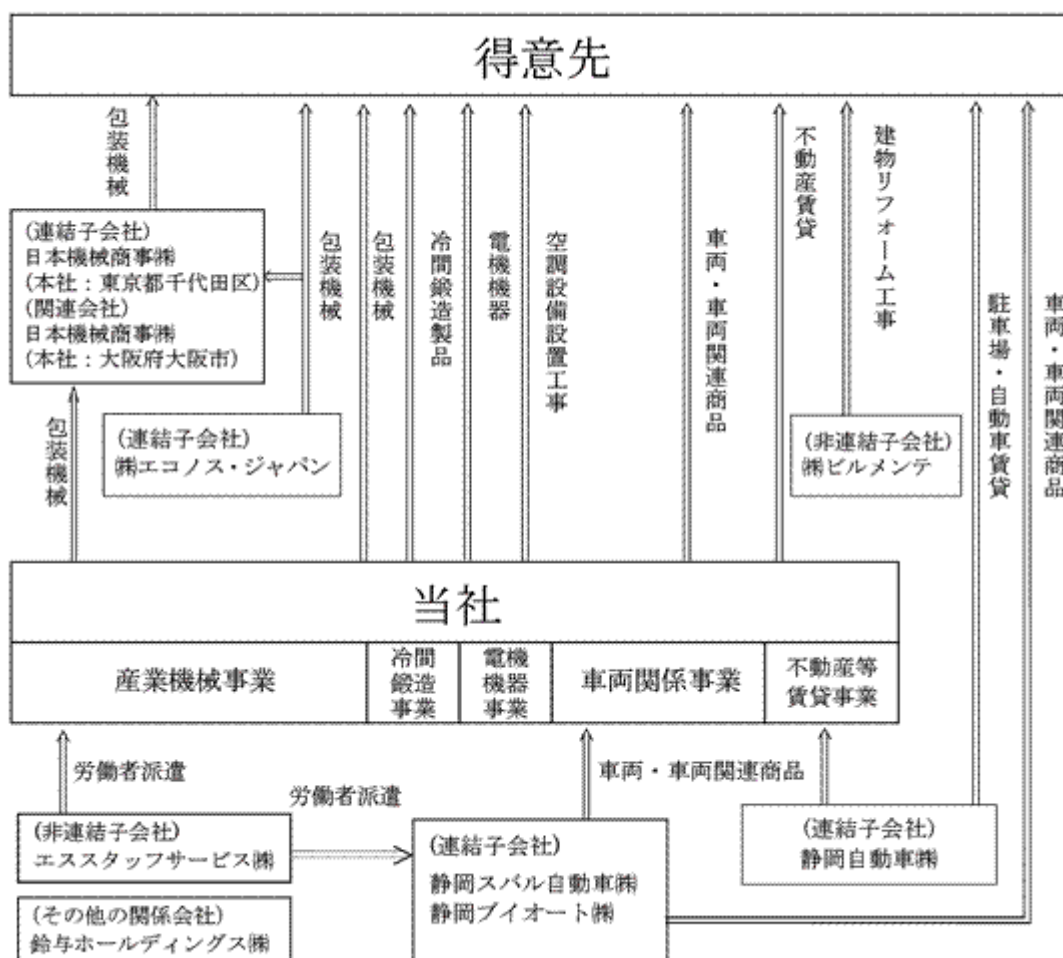 得意先
包装機械
包装機械
包装機械
冷間鍛造製品
電機機器
空調設備設置工事
車両・車両関連商品
不動産賃貸
建物リフォーム工事
駐車場・自動車賃貸
車両・車両関連商品
(連結子会社)
日本機械商事㈱
(本社：東京都千代田区)
(関連会社)
日本機械商事㈱
(本社：大阪府大阪市)
包装機械
(連結子会社)
㈱エコノス・ジャパン
(非連結子会社)
㈱ビルメンテ
当社
産業機械事業
冷間
鍛造
事業
電機
機器
事業
車両関係事業
不動産等
賃貸事業
労働者派遣
労働者派遣
車両・車両関連商品
(非連結子会社)
エススタッフサービス㈱
(連結子会社)
静岡スバル自動車㈱
静岡ブイオート㈱
(連結子会社)
静岡自動車㈱
(その他の関係会社)
鈴与ホールディングス㈱